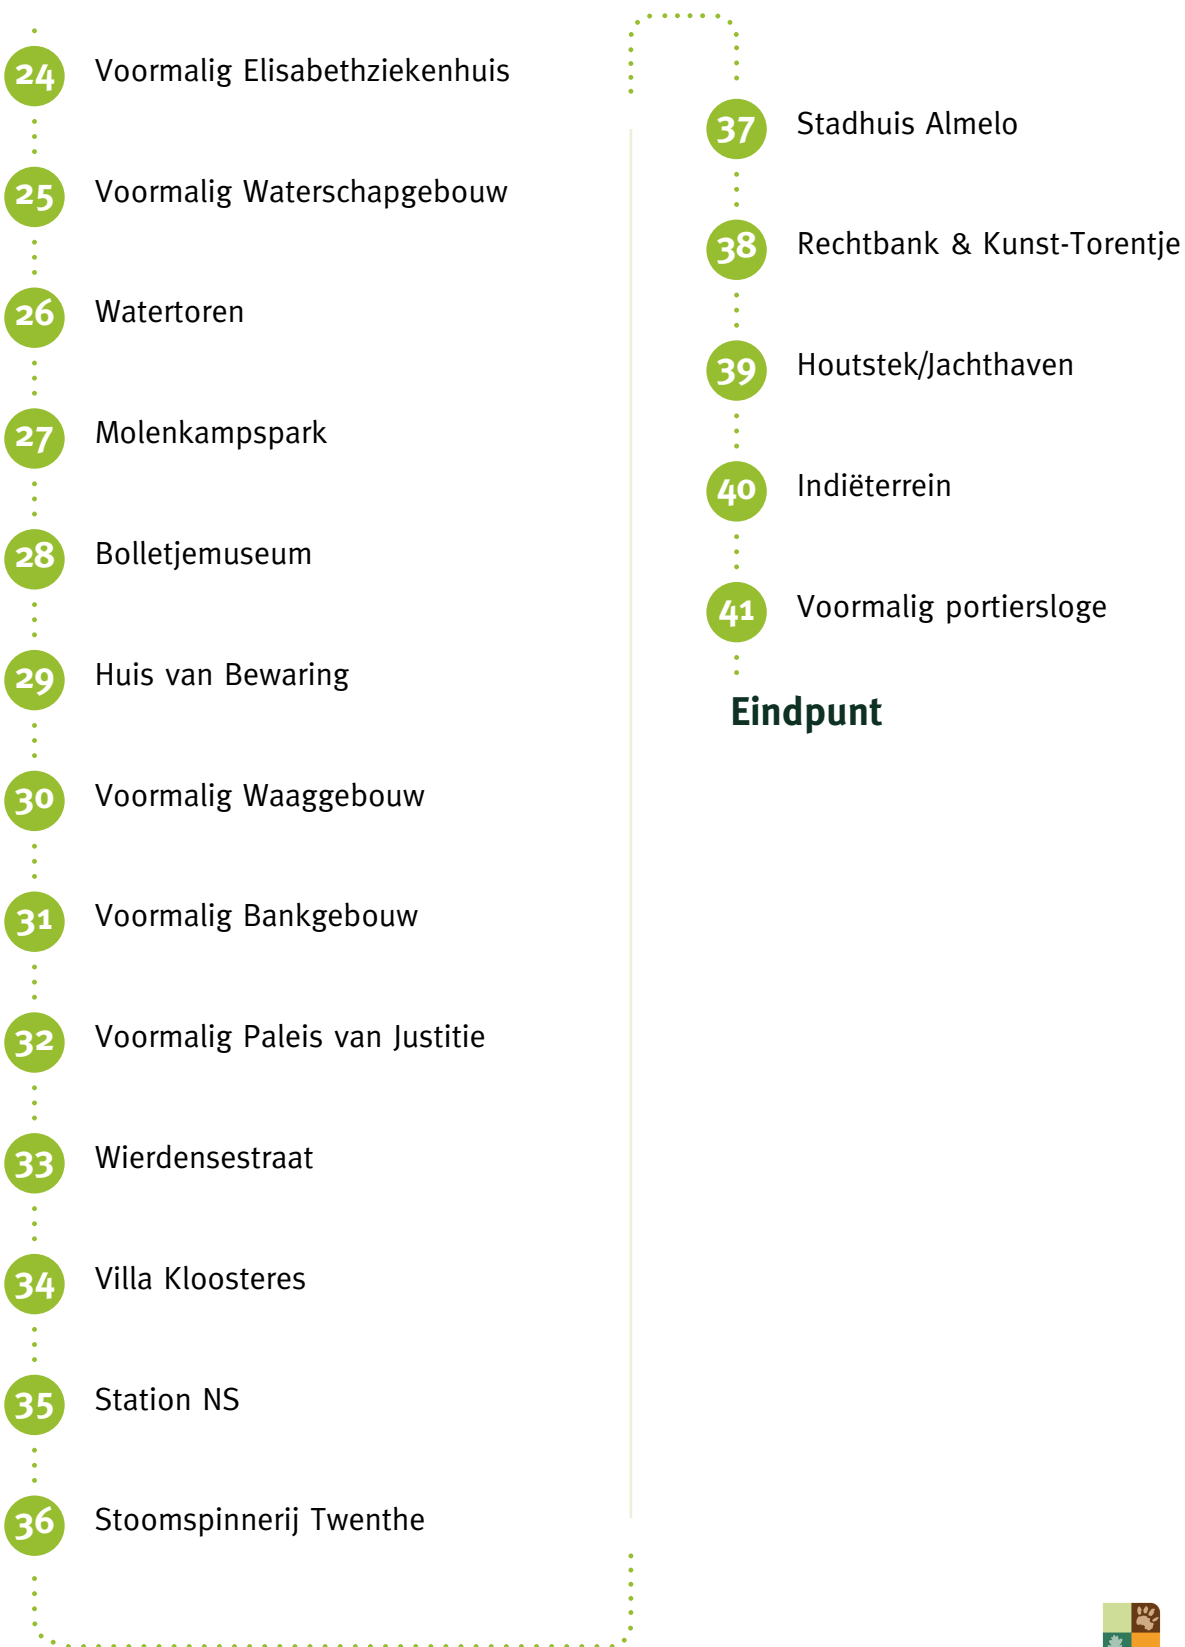 24 Voormalig Elisabethziekenhuis
25 Voormalig Waterschapgebouw
26 Watertoren
27 Molenkampspark
28 Bolletjemuseum
29 Huis van Bewaring
30 Voormalig Waaggebouw
31 Voormalig Bankgebouw
32 Voormalig Paleis van Justitie
33 Wierdensestraat
34 Villa Kloosteres
35 Station NS
36 Stoomspinnerij Twenthe
37 Stadhuis Almelo
38 Rechtbank & Kunst-Torentje
39 Houtstek/Jachthaven
40 Indiëterrein
41 Voormalig portiersloge
Eindpunt